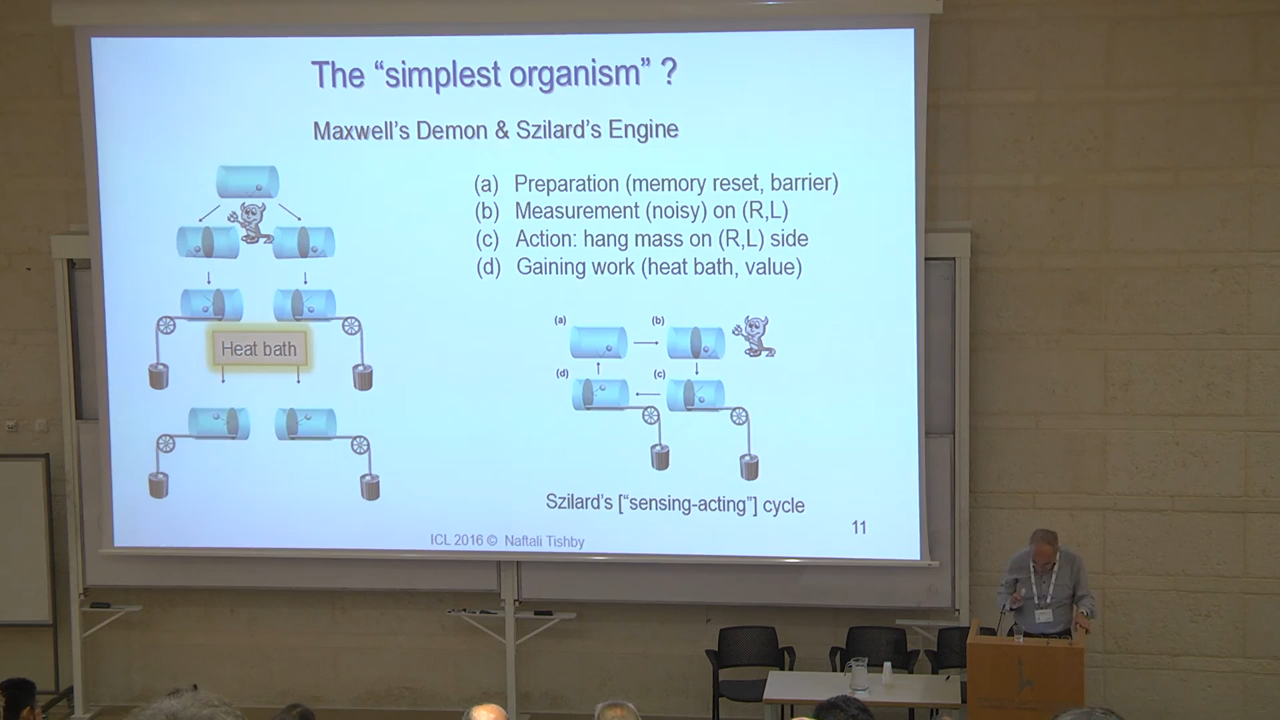 The “simplest organism” ?
Maxwell's Demon & Szilard's Engine
(a) Preparation (memory reset, barrier)
(b) Measurement (noisy) on (R,L)
(c) Action: hang mass on (R,L) side
(d) Gaining work (heat bath, value)
Heat bath
(a)
(b)
(d)
(c)
Szilard's [“sensing-acting”] cycle
ICL 2016 © Naftali Tishby
11